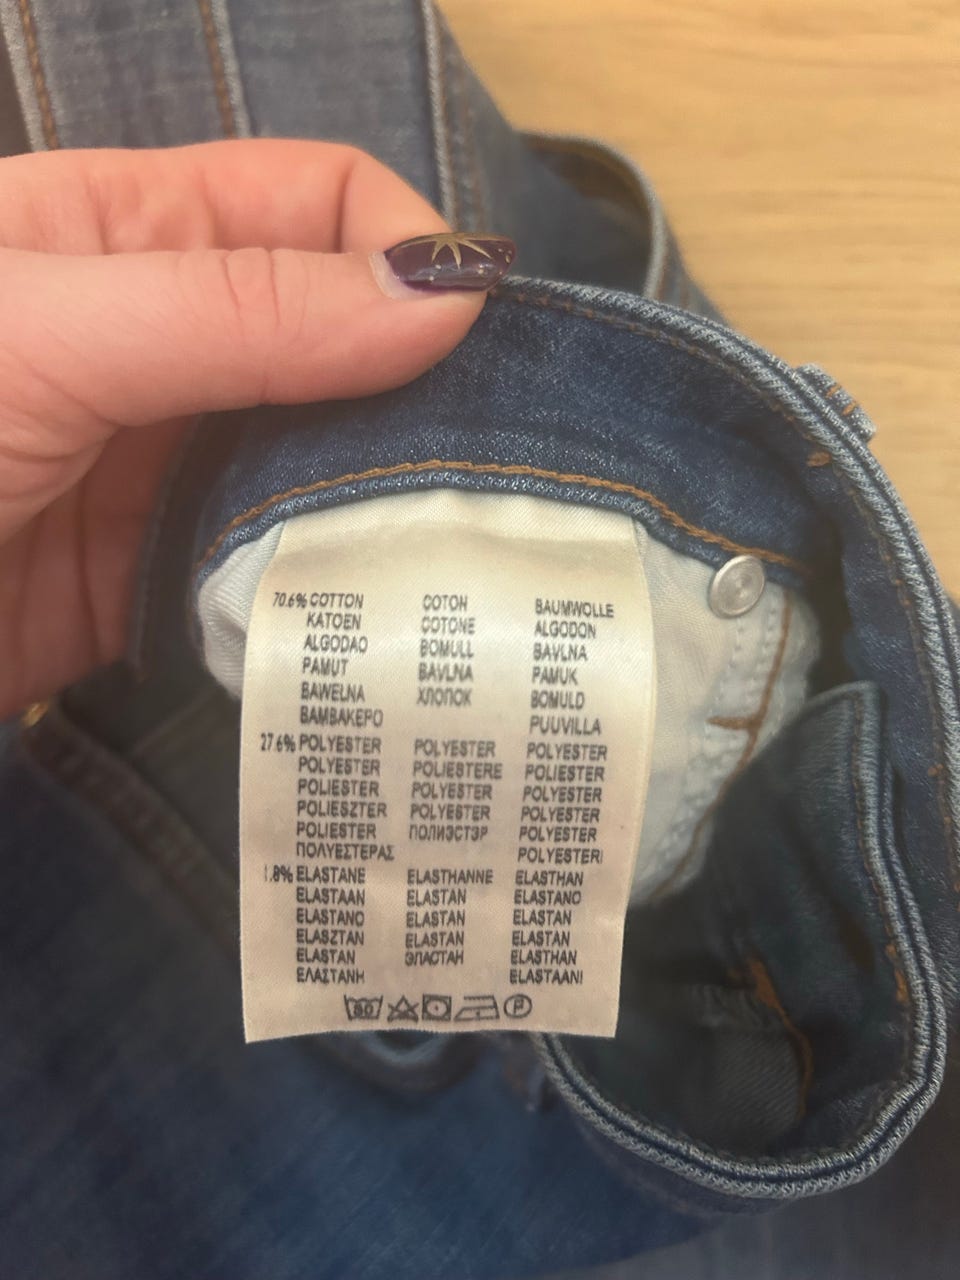 70.6% COTTON COTON BAUMWOLLE
KATOEN COTONE ALGODON
ALGODAO BOMULL BAVLNA
PAMUT BAVLNA PAMUK
BAWELNA ХЛОПОК BOMULD
ΒΑΜΒΑΚΕΡΟ PUUVILLA
27.6% POLYESTER POLYESTER POLYESTER
POLYESTER POLIESTERE POLIESTER
POLIESTER POLYESTER POLYESTER
POLIESZTER POLYESTER POLYESTER
POLIESTER ПОЛИЭСТЭР POLYESTER
ΠΟΛΥΕΣΤΕΡΑΣ POLYESTERI
1.8% ELASTANE ELASTHANNE ELASTHAN
ELASTAAN ELASTAN ELASTANO
ELASTANO ELASTAN ELASTAN
ELASZTAN ELASTAN ELASTAN
ELASTAN ЭЛАСТАН ELASTHAN
ΕΛΑΣΤΑΝΗ ELASTAANI